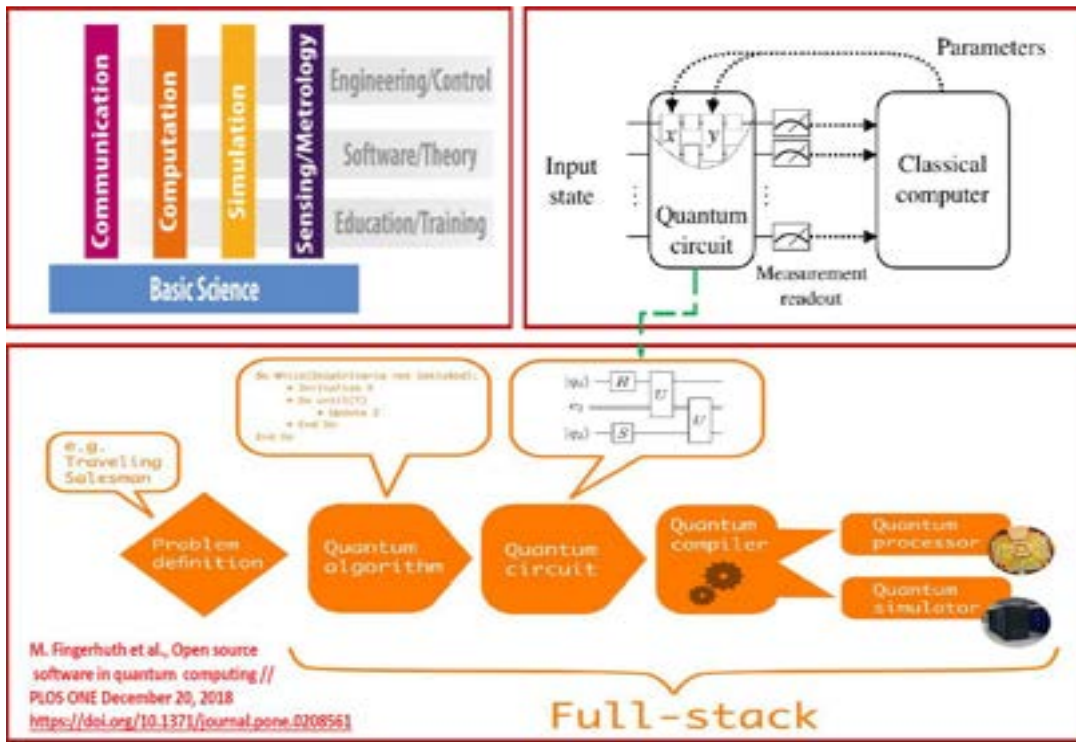 Communication
Computation
Simulation
Sensing/Metrology
Engineering/Control
Software/Theory
Education/Training
Basic Science
Parameters
Input
state
x
y
Quantum
circuit
Measurement
readout
Classical
computer
e.g.
Traveling
Salesman
End Do
H
U
S
U
Problem
definition
Quantum
algorithm
Quantum
circuit
Quantum
compiler
Quantum
processor
Quantum
simulator
M. Fingerhuth et al., Open source
software in quantum computing //
PLOS ONE December 20, 2018
https://doi.org/10.1371/journal.pone.0208561
Full-stack